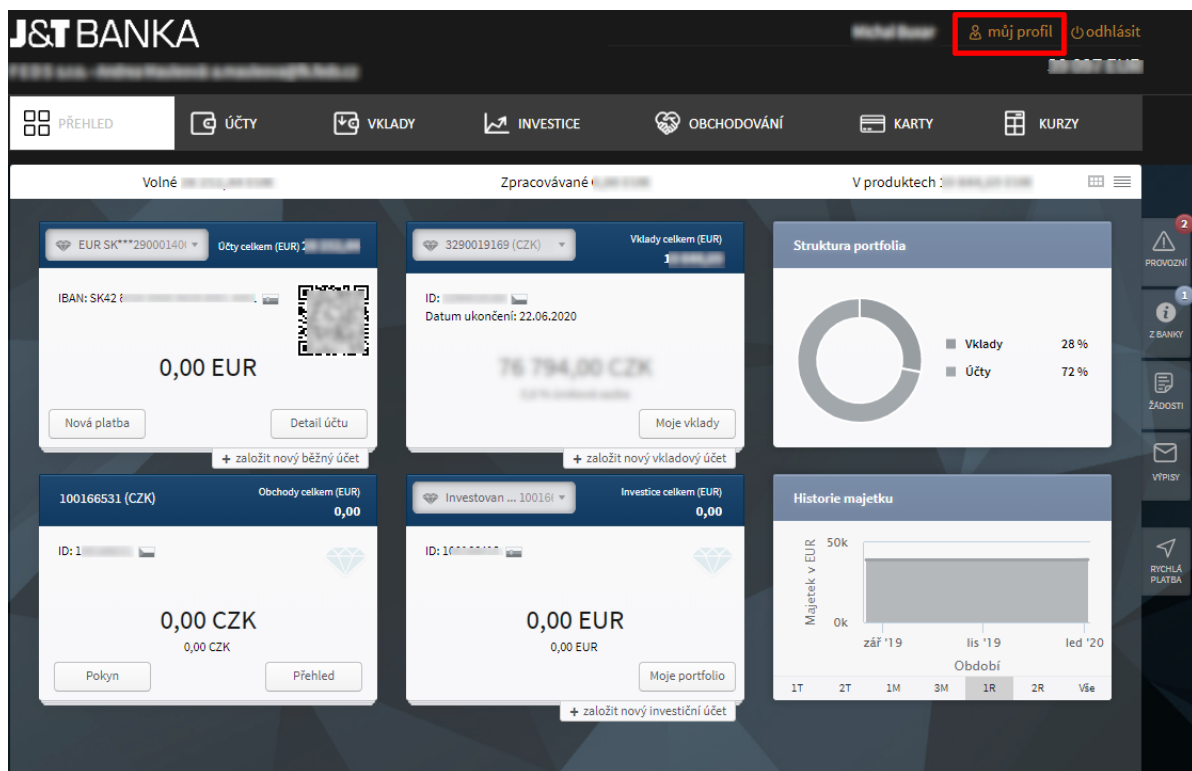 J&T BANKA
můj profil
odhlásit
PŘEHLED
ÚČTY
VKLADY
INVESTICE
OBCHODOVÁNÍ
KARTY
KURZY
Volné
Zpracovávané
V produktech
EUR SK***29000140
Účty celkem (EUR)
IBAN: SK42
0,00 EUR
Nová platba
Detail účtu
+ založit nový běžný účet
3290019169 (CZK)
Vklady celkem (EUR)
ID:
Datum ukončení: 22.06.2020
76 794,00 CZK
Moje vklady
+ založit nový vkladový účet
Struktura portfolia
Vklady 28 %
Účty 72 %
2
PROVOZNÍ
1
Z BANKY
ŽÁDOSTI
VÝPISY
RYCHLÁ
PLATBA
100166531 (CZK)
Obchody celkem (EUR)
0,00
ID: 1
0,00 CZK
0,00 CZK
Pokyn
Přehled
Investovan ... 10016
Investice celkem (EUR)
0,00
ID:
0,00 EUR
0,00 EUR
Moje portfolio
+ založit nový investiční účet
Historie majetku
Majetek v EUR
50k
0k
zář '19
lis '19
led '20
Období
1T 2T 1M 3M 1R 2R Vše